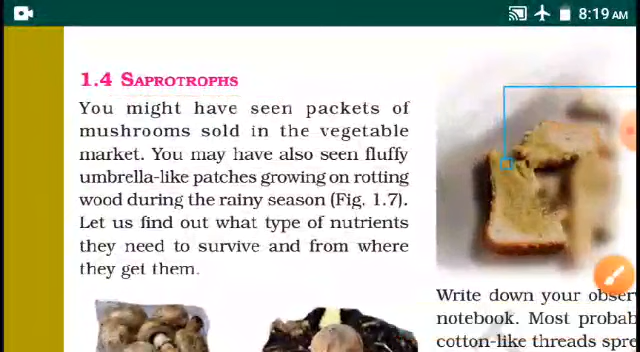 8:19 AM
1.4 SAPROTROPHS
You might have seen packets of
mushrooms sold in the vegetable
market. You may have also seen fluffy
umbrella-like patches growing on rotting
wood during the rainy season (Fig. 1.7).
Let us find out what type of nutrients
they need to survive and from where
they get them.
Write down your
notebook. Most
cotton-like threads